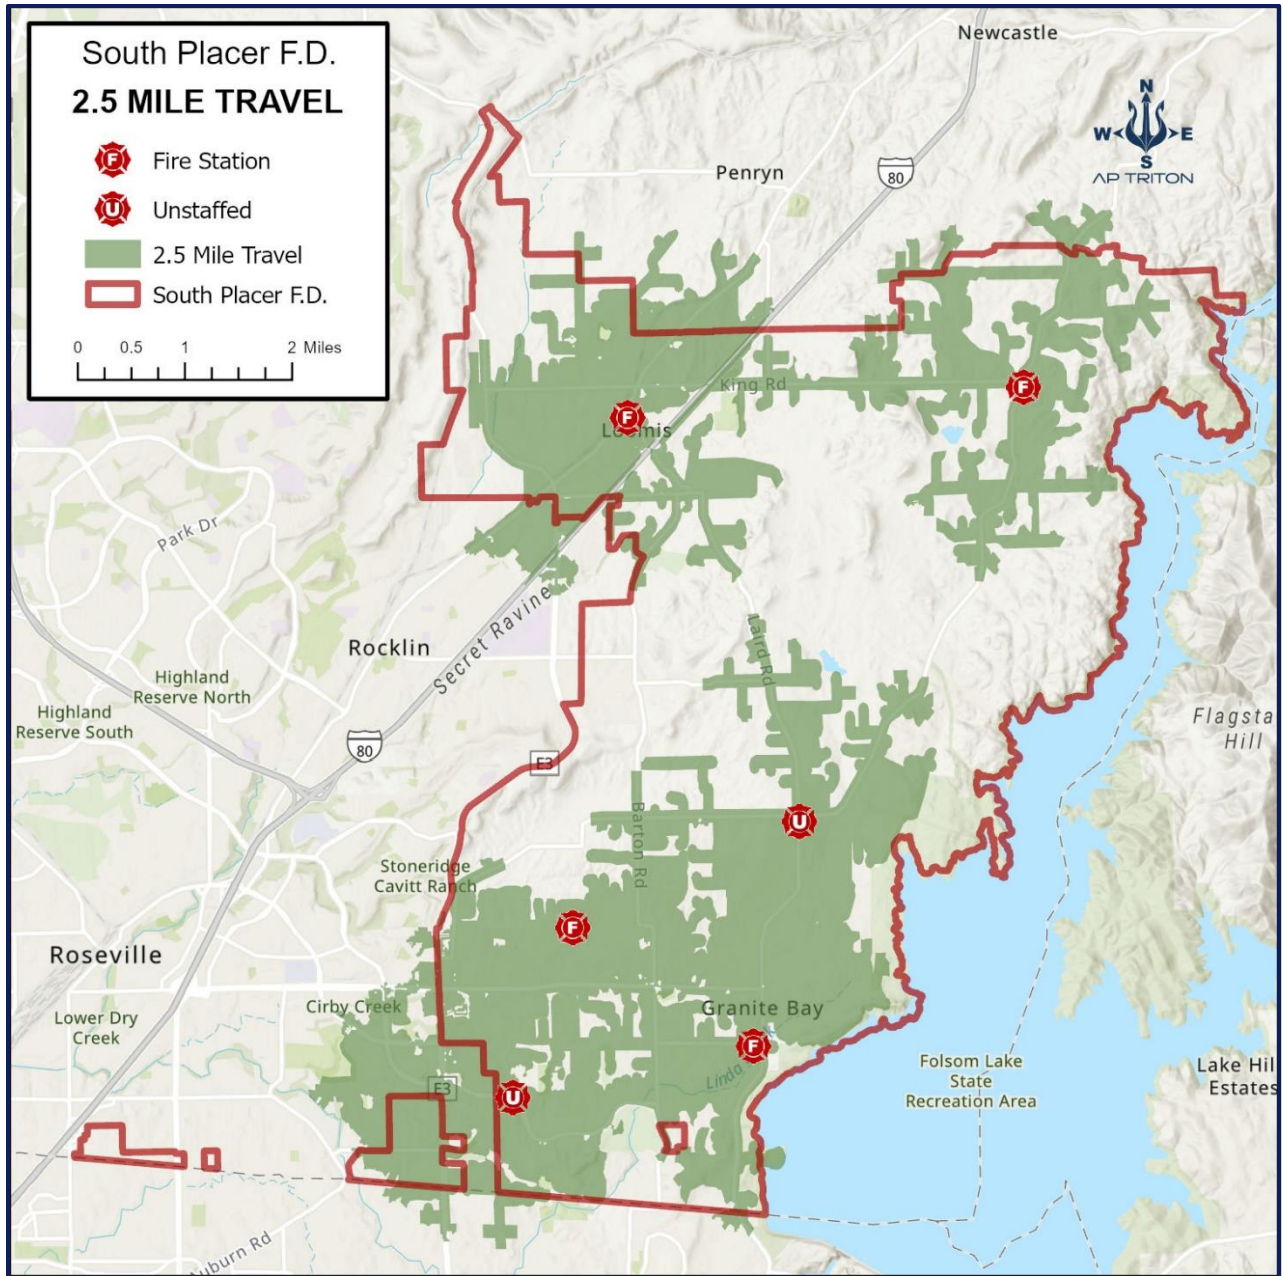 South Placer F.D.
2.5 MILE TRAVEL
F Fire Station
U Unstaffed
2.5 Mile Travel
South Placer F.D.
0 0.5 1 2 Miles
Newcastle
N
W E
S
AP TRITON
Penryn
80
King Rd
F
F
Loomis
Park Dr
Secret Ravine
Rocklin
Laird Rd
Highland
Reserve North
Highland
Reserve South
Flagsta
Hill
80
E3
Barton Rd
U
Stoneridge
Cavitt Ranch
F
Roseville
Cirby Creek
Granite Bay
Lower Dry
Creek
F
Linda
Folsom Lake
State
Recreation Area
Lake Hil
Estates
E3
U
Auburn Rd